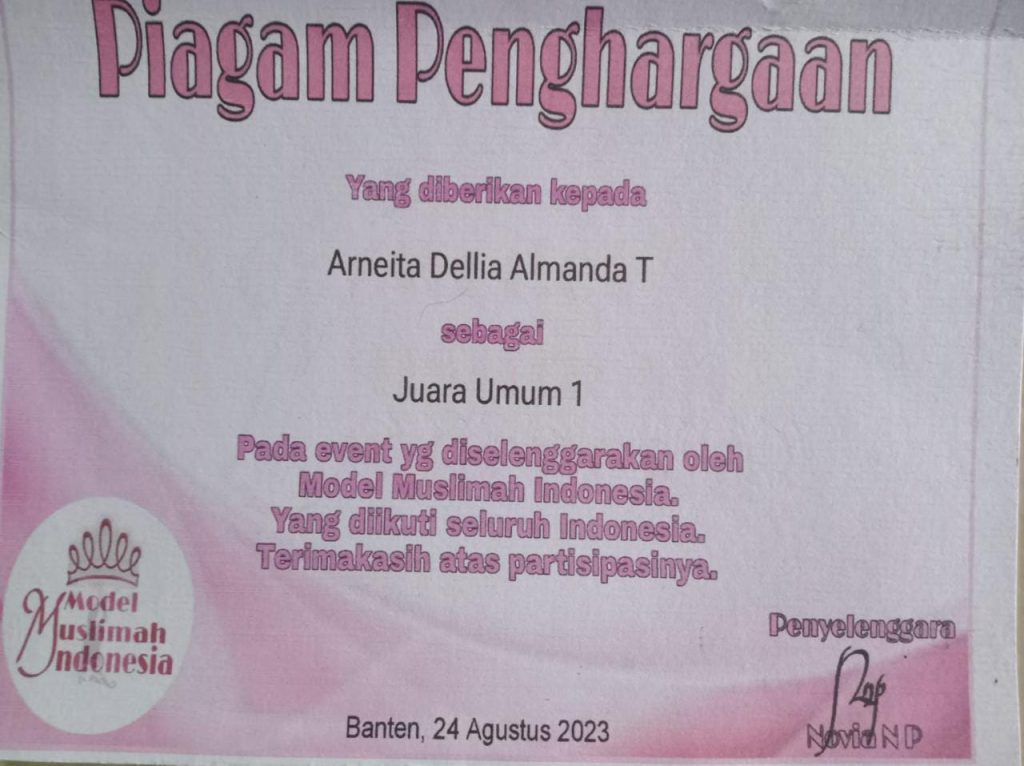 Piagam Penghargaan
Yang diberikan kepada
Arneita Dellia Almanda T
sebagai
Juara Umum 1
Pada event yg diselenggarakan oleh
Model Muslimah Indonesia.
Yang diikuti seluruh Indonesia.
Terimakasih atas partisipasinya.
Model
Muslimah
Indonesia
Penyelenggara
Novia N P
Banten, 24 Agustus 2023